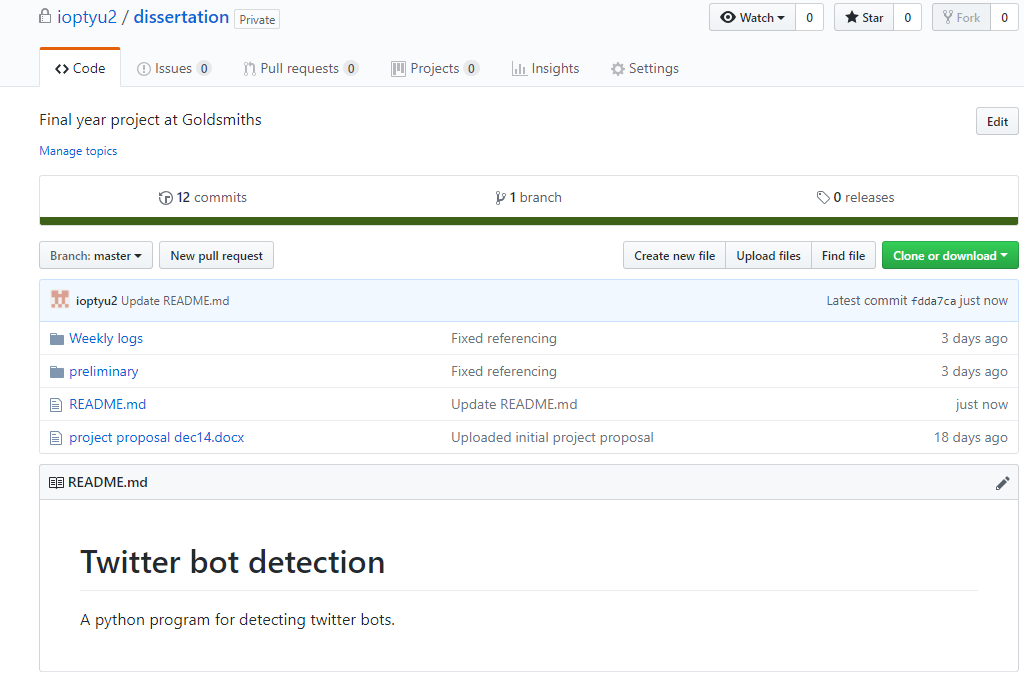 ioptyu2 / dissertation Private Watch 0 Star 0 Fork 0
Code Issues 0 Pull requests 0 Projects 0 Insights Settings
Final year project at Goldsmiths Edit
Manage topics
12 commits 1 branch 0 releases
Branch: master New pull request Create new file Upload files Find file Clone or download
ioptyu2 Update README.md Latest commit fdda7ca just now
Weekly logs Fixed referencing 3 days ago
preliminary Fixed referencing 3 days ago
README.md Update README.md just now
project proposal dec14.docx Uploaded initial project proposal 18 days ago
README.md
Twitter bot detection
A python program for detecting twitter bots.